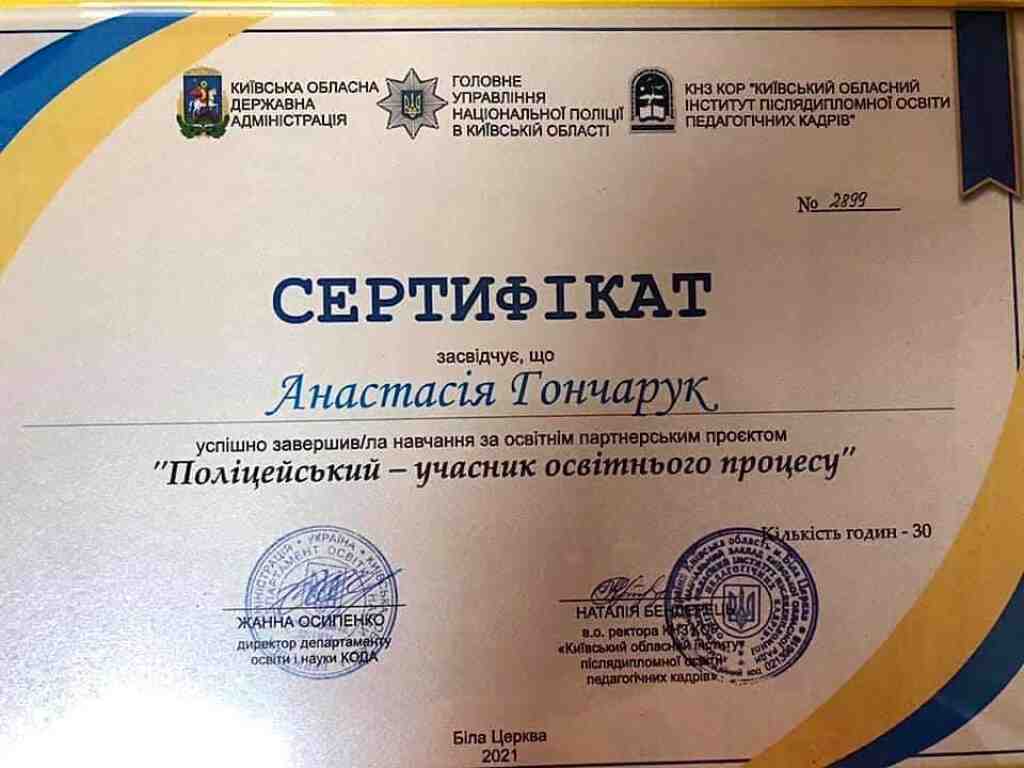 КИЇВСЬКА ОБЛАСНА
ДЕРЖАВНА
АДМІНІСТРАЦІЯ
ГОЛОВНЕ
УПРАВЛІННЯ
НАЦІОНАЛЬНОЇ ПОЛІЦІЇ
В КИЇВСЬКІЙ ОБЛАСТІ
КНЗ КОР "КИЇВСЬКИЙ ОБЛАСНИЙ
ІНСТИТУТ ПІСЛЯДИПЛОМНОЇ ОСВІТИ
ПЕДАГОГІЧНИХ КАДРІВ"
№ 2899
СЕРТИФІКАТ
засвідчує, що
Анастасія Гончарук
успішно завершив/ла навчання за освітнім партнерським проєктом
"Поліцейський – учасник освітнього процесу"
Кількість годин - 30
ЖАННА ОСИПЕНКО
директор департаменту
освіти і науки КОДА
НАТАЛІЯ
в.о. ректора КНЗ КОР
«Київський обласний інститут
післядипломної освіти
педагогічних кадрів»
Біла Церква
2021